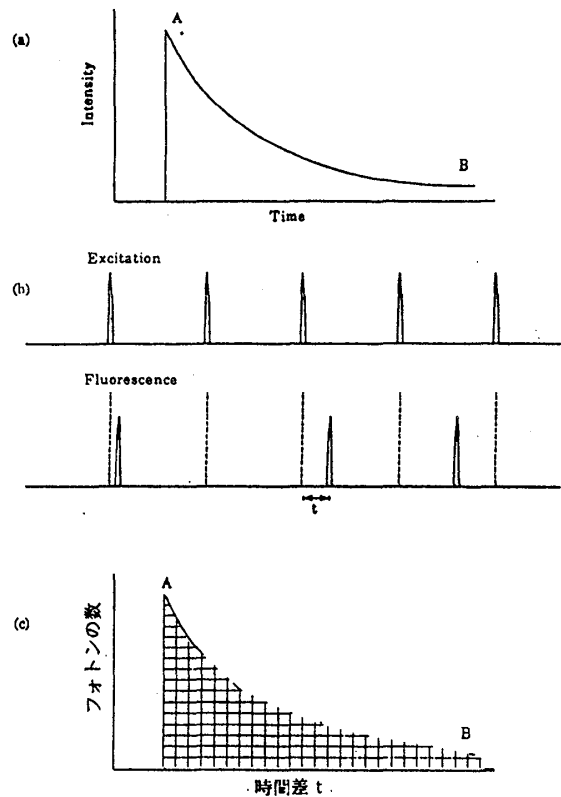 (a)
A
Intensity
B
Time
Excitation
(h)
Fluorescence
t
A
(c)
フォトンの数
B
時間差 t